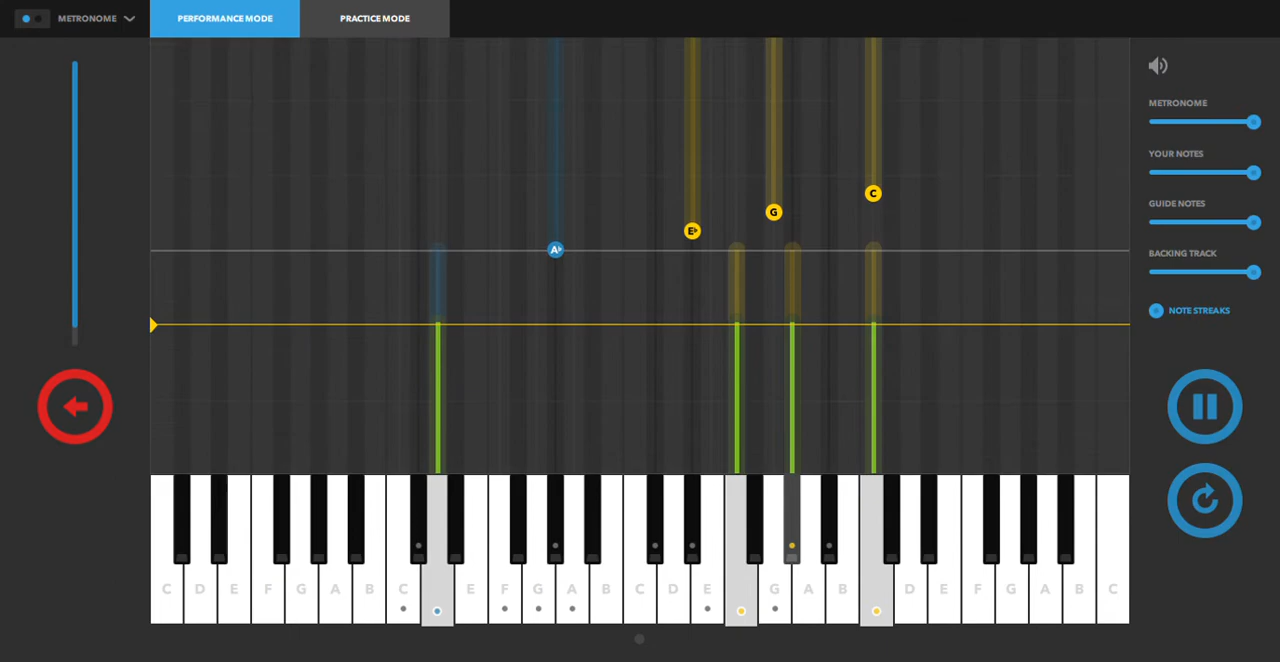 METRONOME
PERFORMANCE MODE
PRACTICE MODE
METRONOME
C
YOUR NOTES
G
GUIDE NOTES
E♭
A♭
BACKING TRACK
NOTE STREAKS
C D E F G A B C E F G A B C D E G A B D E F G A B C